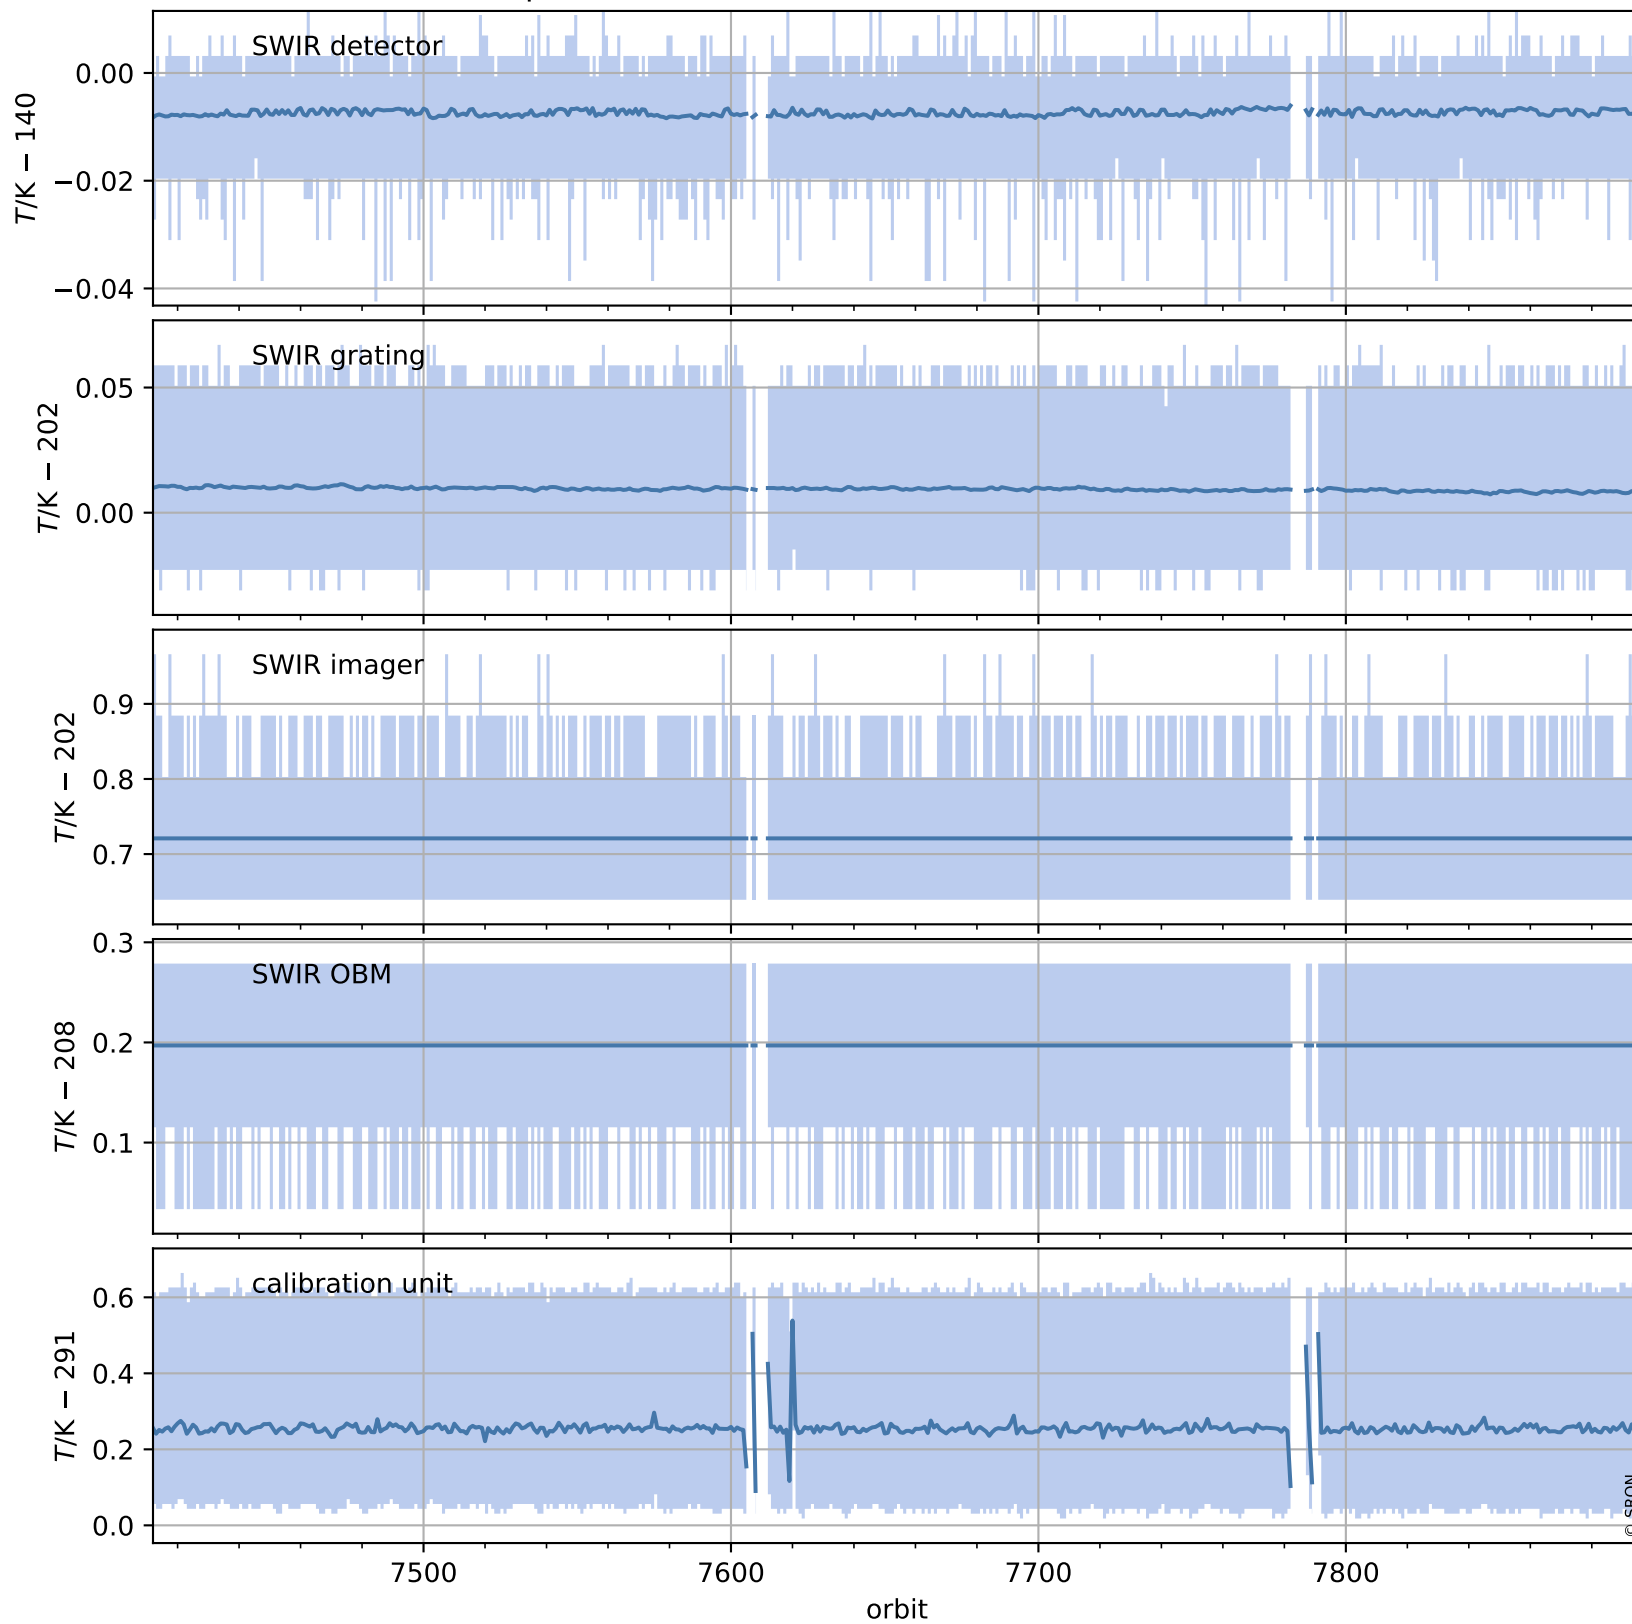 SWIR detector
0.00
−0.02
−0.04
T/K − 140
SWIR grating
0.05
0.00
T/K − 202
SWIR imager
0.9
0.8
0.7
T/K − 202
SWIR OBM
0.3
0.2
0.1
T/K − 208
calibration unit
0.6
0.4
0.2
0.0
T/K − 291
7500 7600 7700 7800
orbit
© SRON